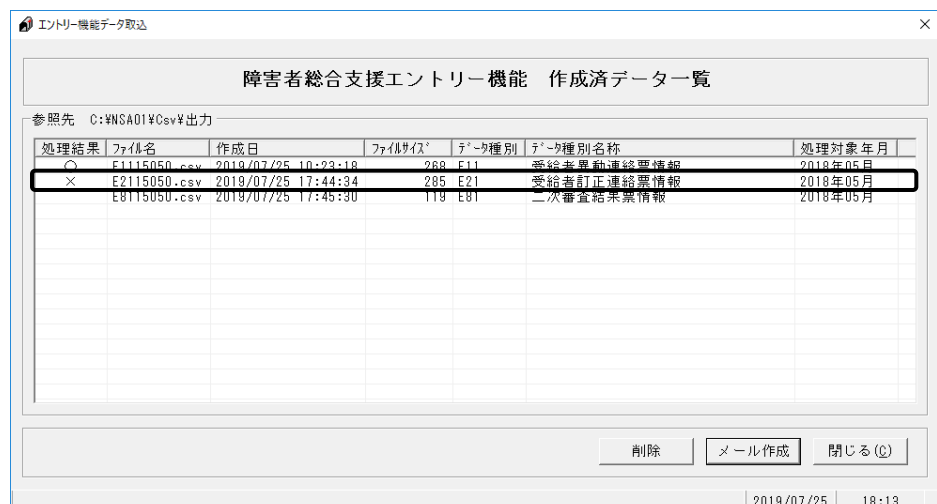 エントリー機能データ取込
障害者総合支援エントリー機能　作成済データ一覧
参照先　C:¥NSA01¥Csv¥出力
処理結果 ﾌｧｲﾙ名 作成日 ﾌｧｲﾙｻｲｽﾞ ﾃﾞｰﾀ種別 ﾃﾞｰﾀ種別名称 処理対象年月
○ E1115050.csv 2019/07/25 10:23:18 268 E11 受給者異動連絡票情報 2018年05月
× E2115050.csv 2019/07/25 17:44:34 285 E21 受給者訂正連絡票情報 2018年05月
E8115050.csv 2019/07/25 17:45:30 119 E81 二次審査結果票情報 2018年05月
削除 メール作成 閉じる(C)
2019/07/25 18:13